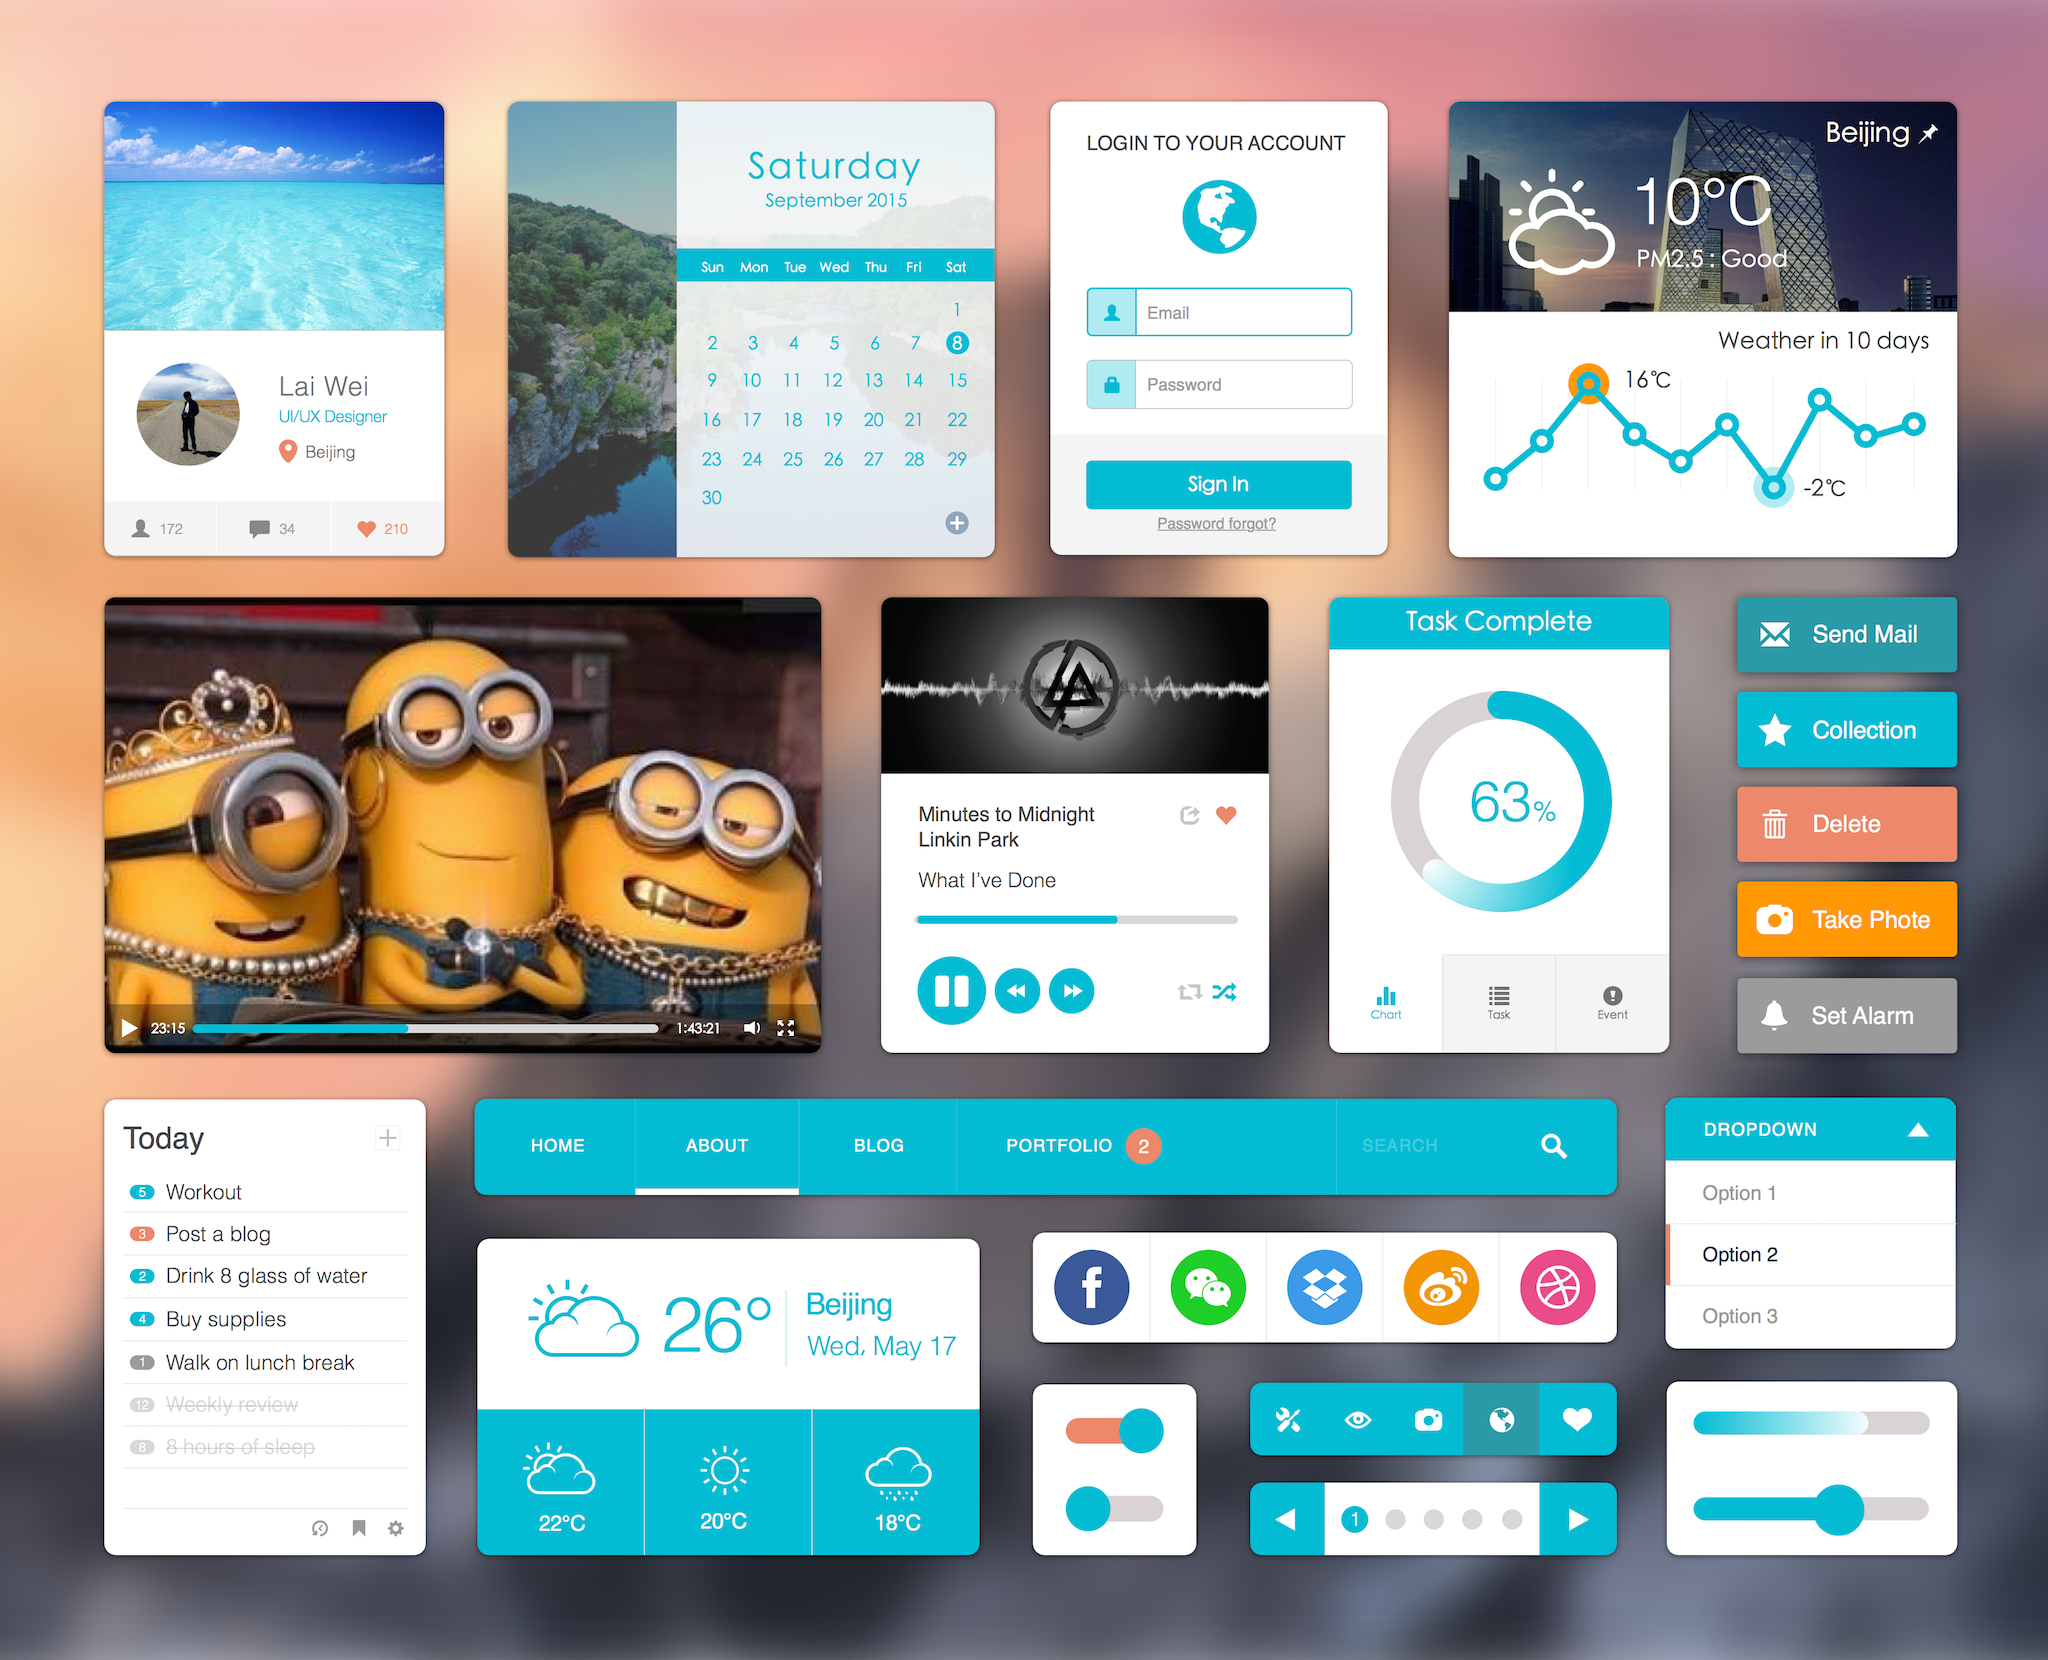 Lai Wei
UI/UX Designer
Beijing
172
34
210
Saturday
September 2015
Sun Mon Tue Wed Thu Fri Sat
1
2 3 4 5 6 7 8
9 10 11 12 13 14 15
16 17 18 19 20 21 22
23 24 25 26 27 28 29
30
LOGIN TO YOUR ACCOUNT
Email
Password
Sign In
Password forgot?
Beijing
10°C
PM2.5 : Good
Weather in 10 days
16℃
-2℃
23:15
1:43:21
Minutes to Midnight
Linkin Park
What I've Done
Task Complete
63%
Chart
Task
Event
Send Mail
Collection
Delete
Take Phote
Set Alarm
Today
5 Workout
3 Post a blog
2 Drink 8 glass of water
4 Buy supplies
1 Walk on lunch break
12 Weekly review
8 8 hours of sleep
HOME
ABOUT
BLOG
PORTFOLIO 2
SEARCH
26°
Beijing
Wed, May 17
22°C
20°C
18°C
f
1
DROPDOWN
Option 1
Option 2
Option 3